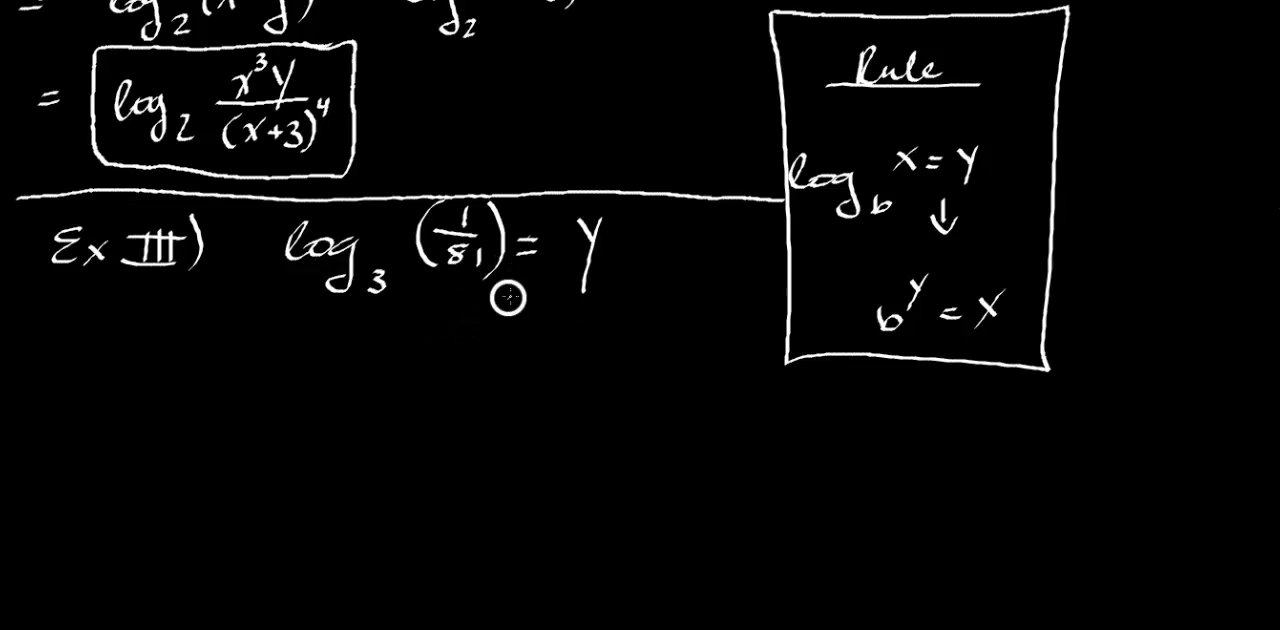 = log₂ x³y/(x+3)⁴
Rule
log_b x = y
↓
b^y = x
Ex III) log₃ (1/81) = y